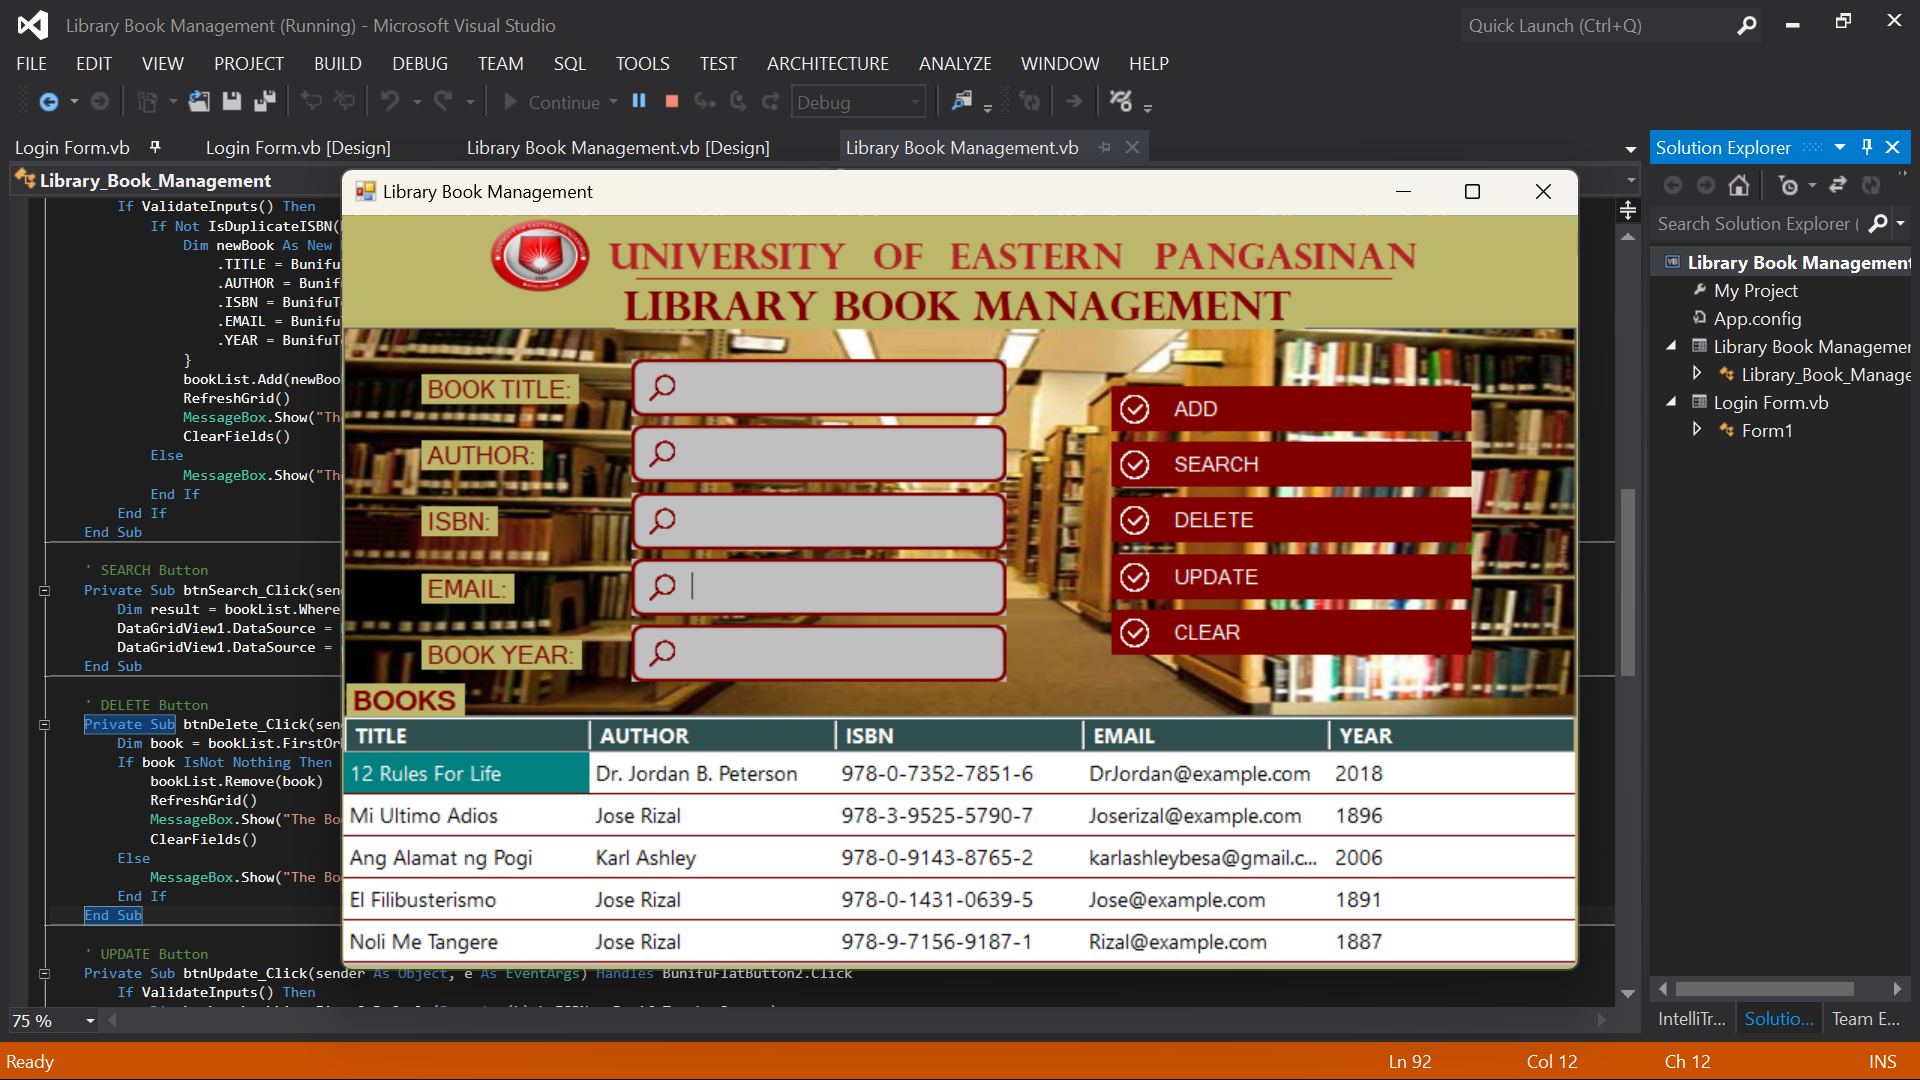 Library Book Management (Running) - Microsoft Visual Studio
Quick Launch (Ctrl+Q)
FILE EDIT VIEW PROJECT BUILD DEBUG TEAM SQL TOOLS TEST ARCHITECTURE ANALYZE WINDOW HELP
Continue Debug
Login Form.vb Login Form.vb [Design] Library Book Management.vb [Design] Library Book Management.vb
Library_Book_Management
If ValidateInputs() Then
If Not IsDuplicateISBN(
Dim newBook As New
.TITLE = Bunifu
.AUTHOR = Bunif
.ISBN = BunifuT
.EMAIL = Bunifu
.YEAR = BunifuT
}
bookList.Add(newBoo
RefreshGrid()
MessageBox.Show("Th
ClearFields()
Else
MessageBox.Show("Th
End If
End If
End Sub
' SEARCH Button
Private Sub btnSearch_Click(sen
Dim result = bookList.Where
DataGridView1.DataSource =
DataGridView1.DataSource =
End Sub
' DELETE Button
Private Sub btnDelete_Click(sen
Dim book = bookList.FirstOr
If book IsNot Nothing Then
bookList.Remove(book)
RefreshGrid()
MessageBox.Show("The Bo
ClearFields()
Else
MessageBox.Show("The Bo
End If
End Sub
' UPDATE Button
Private Sub btnUpdate_Click(sender As Object, e As EventArgs) Handles BunifuFlatButton2.Click
If ValidateInputs() Then
75 %
Library Book Management
UNIVERSITY OF EASTERN PANGASINAN
LIBRARY BOOK MANAGEMENT
BOOK TITLE:
AUTHOR:
ISBN:
EMAIL:
BOOK YEAR:
ADD
SEARCH
DELETE
UPDATE
CLEAR
BOOKS
TITLE AUTHOR ISBN EMAIL YEAR
12 Rules For Life Dr. Jordan B. Peterson 978-0-7352-7851-6 DrJordan@example.com 2018
Mi Ultimo Adios Jose Rizal 978-3-9525-5790-7 Joserizal@example.com 1896
Ang Alamat ng Pogi Karl Ashley 978-0-9143-8765-2 karlashleybesa@gmail.c... 2006
El Filibusterismo Jose Rizal 978-0-1431-0639-5 Jose@example.com 1891
Noli Me Tangere Jose Rizal 978-9-7156-9187-1 Rizal@example.com 1887
Solution Explorer
Search Solution Explorer (
Library Book Management
My Project
App.config
Library Book Managemer
Library_Book_Manage
Login Form.vb
Form1
IntelliTr... Solutio... Team E...
Ready Ln 92 Col 12 Ch 12 INS